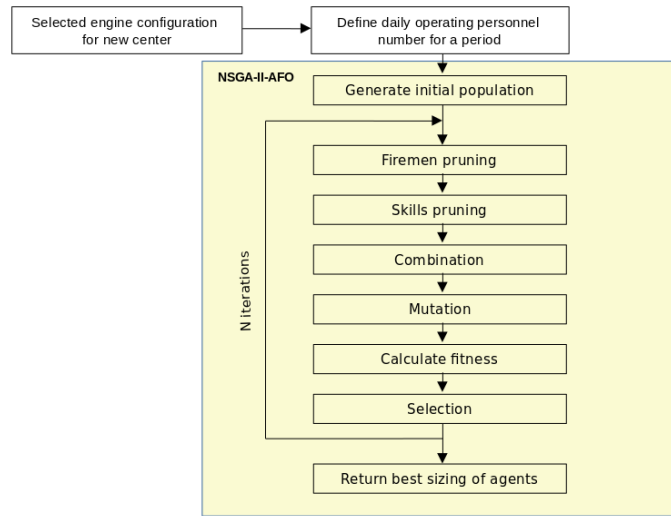 Selected engine configuration
for new center
Define daily operating personnel
number for a period
NSGA-II-AFO
Generate initial population
Firemen pruning
Skills pruning
Combination
Mutation
Calculate fitness
Selection
N iterations
Return best sizing of agents